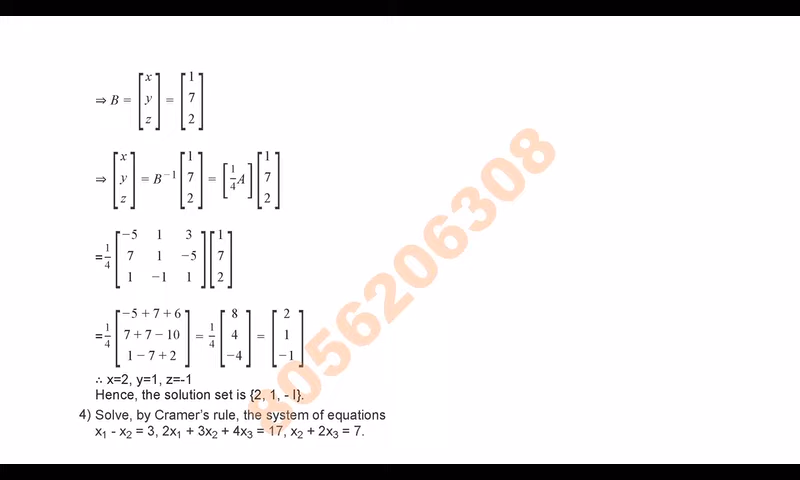 ⇒ B = [x y z] = [1 7 2]
⇒ [x y z] = B⁻¹ [1 7 2] = [1/4 A] [1 7 2]
=1/4 [−5 1 3 7 1 −5 1 −1 1] [1 7 2]
=1/4 [−5 + 7 + 6 7 + 7 − 10 1 − 7 + 2] = 1/4 [8 4 −4] = [2 1 −1]
∴ x=2, y=1, z=-1
Hence, the solution set is {2, 1, - l}.
4) Solve, by Cramer's rule, the system of equations
x₁ - x₂ = 3, 2x₁ + 3x₂ + 4x₃ = 17, x₂ + 2x₃ = 7.
8056206308